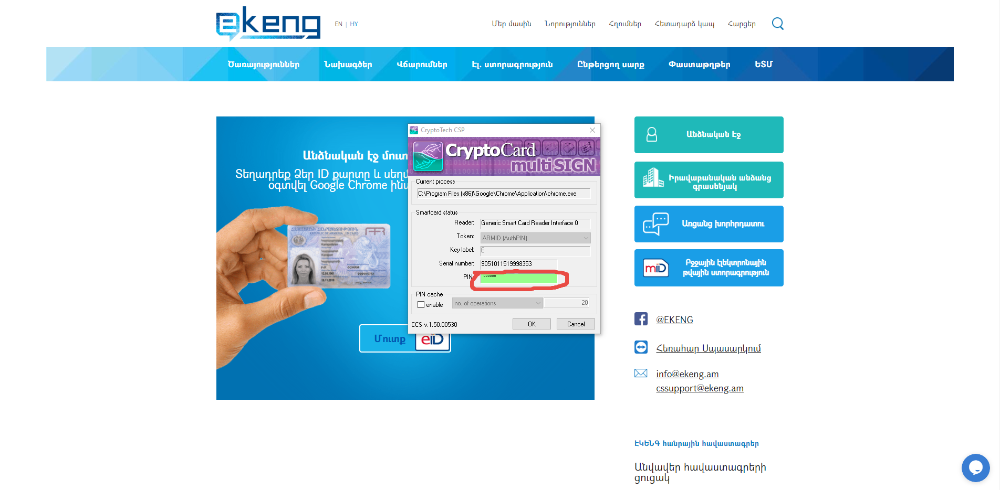 ekeng
EN | HY
Մեր մասին
Նորություններ
Հղումներ
Հետադարձ կապ
Հարցեր
Ծառայություններ
Նախագծեր
Վճարումներ
Էլ. ստորագրություն
Ընթերցող սարք
Փաստաթղթեր
ԵՏՄ
Անձնական էջ մուտ
Տեղադրեք Ձեր ID քարտը և սեղմ
օգտվել Google Chrome ին
ՀԱՅԱՍՏԱՆԻ ՀԱՆՐԱՊԵՏՈՒԹՅՈՒՆ
REPUBLIC OF ARMENIA ID CARD
Մուտք
eiD
CryptoTech CSP
CryptoCard
multiSIGN
Current process
C:\Program Files (x86)\Google\Chrome\Application\chrome.exe
Smartcard status
Reader: Generic Smart Card Reader Interface 0
Token: ARMID (AuthPIN)
Key label: E
Serial number: 9051011519998353
PIN: ******
PIN cache
enable
no. of operations
20
CCS v.1.50.00530
OK
Cancel
Անձնական էջ
Իրավաբանական անձանց
գրասենյակ
Առցանց խորհրդատու
miD
Բջջային էլեկտրոնային
թվային ստորագրություն
@EKENG
Հեռահար Սպասարկում
info@ekeng.am
cssupport@ekeng.am
ԷԿԵՆԳ հանրային հավաստագրեր
Անվավեր հավաստագրերի
ցուցակ